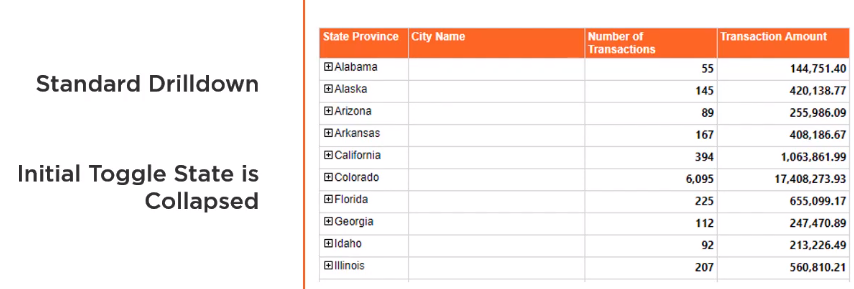 Standard Drilldown
Initial Toggle State is
Collapsed
State Province City Name Number of Transactions Transaction Amount
Alabama 55 144,751.40
Alaska 145 420,138.77
Arizona 89 255,986.09
Arkansas 167 408,186.67
California 394 1,063,861.99
Colorado 6,095 17,408,273.93
Florida 225 655,099.17
Georgia 112 247,470.89
Idaho 92 213,226.49
Illinois 207 560,810.21